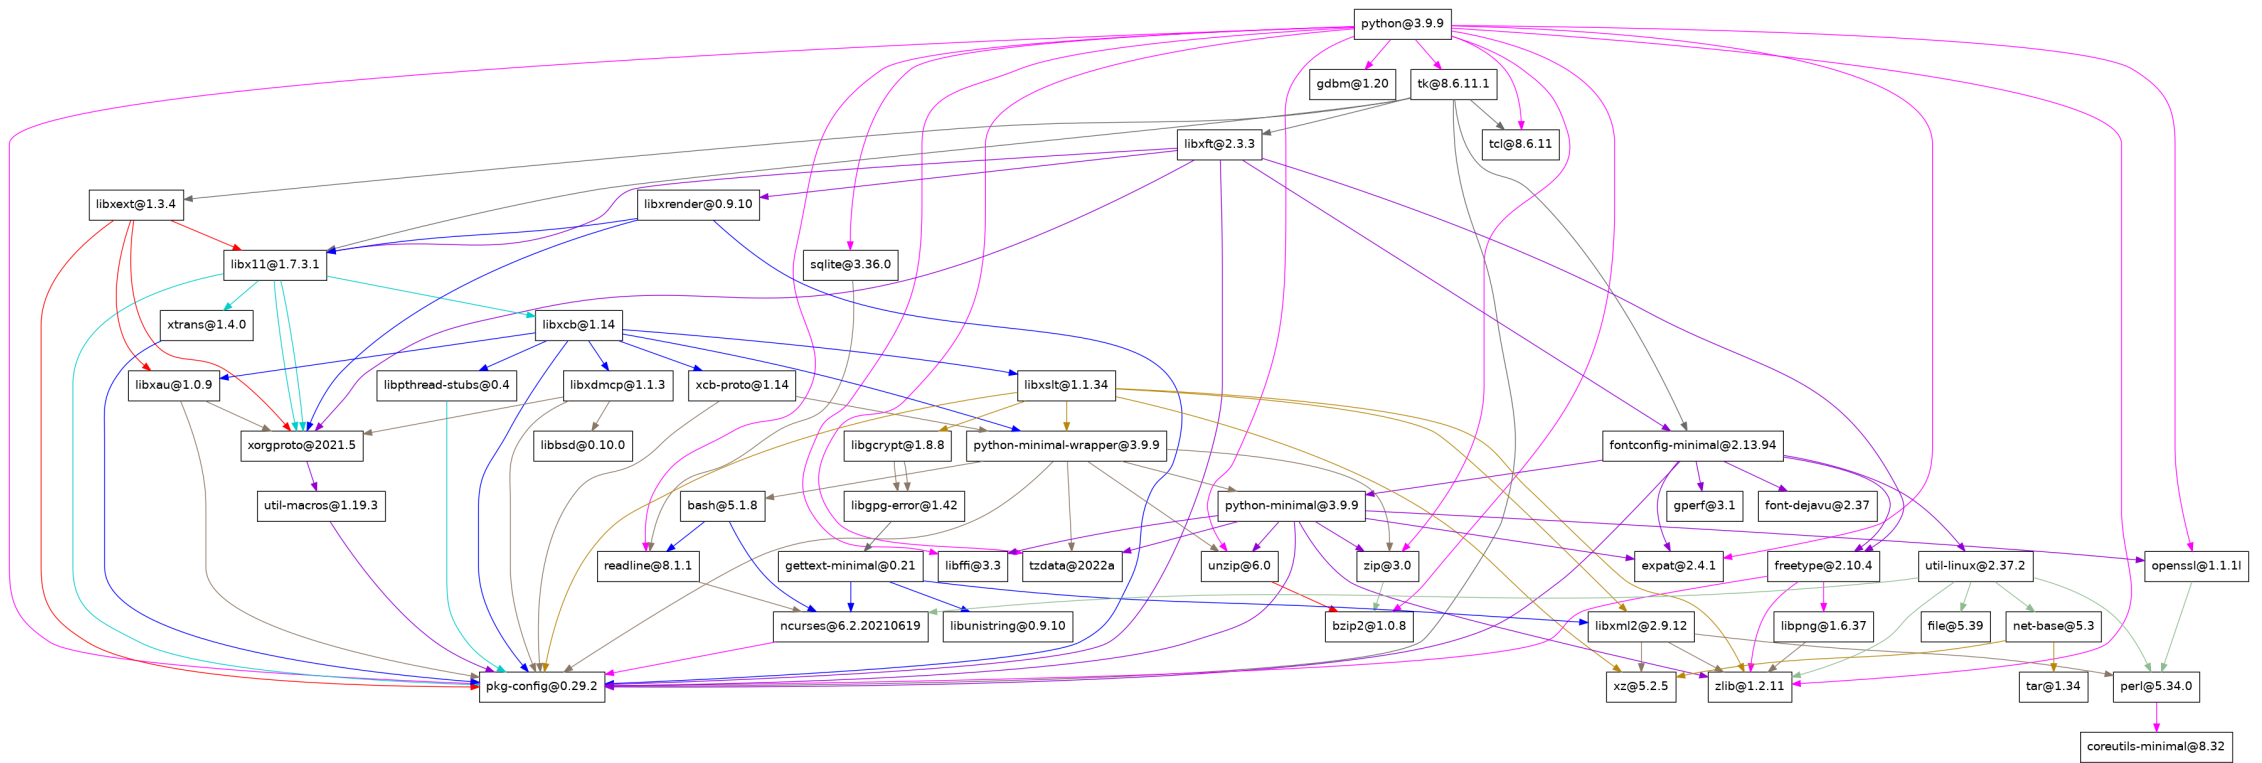 python@3.9.9
gdbm@1.20
tk@8.6.11.1
libxft@2.3.3
tcl@8.6.11
libxext@1.3.4
libxrender@0.9.10
libx11@1.7.3.1
sqlite@3.36.0
xtrans@1.4.0
libxcb@1.14
libxau@1.0.9
libpthread-stubs@0.4
libxdmcp@1.1.3
xcb-proto@1.14
libxslt@1.1.34
xorgproto@2021.5
libbsd@0.10.0
libgcrypt@1.8.8
python-minimal-wrapper@3.9.9
fontconfig-minimal@2.13.94
util-macros@1.19.3
bash@5.1.8
libgpg-error@1.42
python-minimal@3.9.9
gperf@3.1
font-dejavu@2.37
readline@8.1.1
gettext-minimal@0.21
libffi@3.3
tzdata@2022a
unzip@6.0
zip@3.0
expat@2.4.1
freetype@2.10.4
util-linux@2.37.2
openssl@1.1.1l
ncurses@6.2.20210619
libunistring@0.9.10
bzip2@1.0.8
libxml2@2.9.12
libpng@1.6.37
file@5.39
net-base@5.3
pkg-config@0.29.2
xz@5.2.5
zlib@1.2.11
tar@1.34
perl@5.34.0
coreutils-minimal@8.32